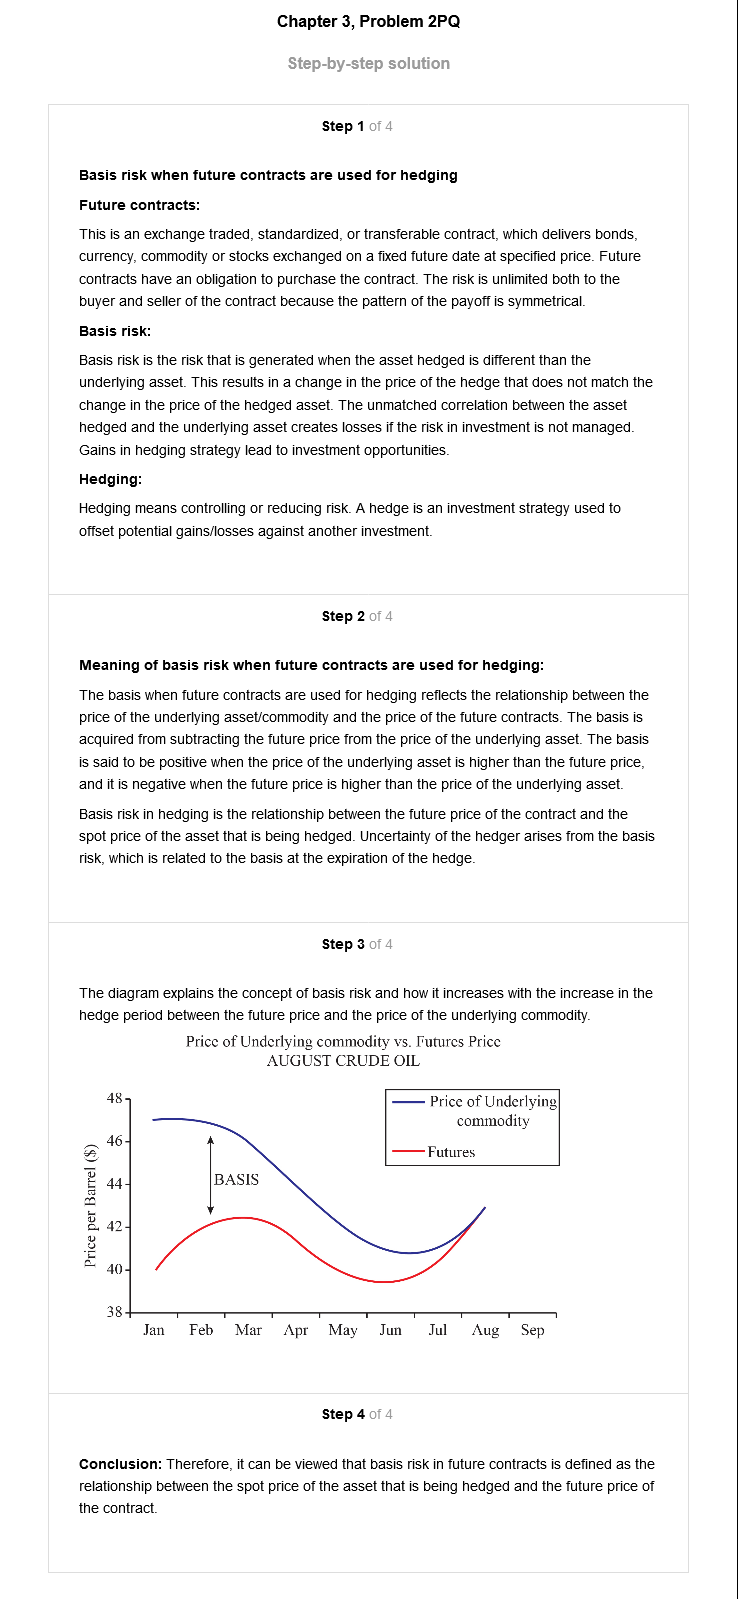 Chapter 3, Problem 2PQ
Step-by-step solution
Step 1 of 4
Basis risk when future contracts are used for hedging
Future contracts:
This is an exchange traded, standardized, or transferable contract, which delivers bonds,
currency, commodity or stocks exchanged on a fixed future date at specified price. Future
contracts have an obligation to purchase the contract. The risk is unlimited both to the
buyer and seller of the contract because the pattern of the payoff is symmetrical.
Basis risk:
Basis risk is the risk that is generated when the asset hedged is different than the
underlying asset. This results in a change in the price of the hedge that does not match the
change in the price of the hedged asset. The unmatched correlation between the asset
hedged and the underlying asset creates losses if the risk in investment is not managed.
Gains in hedging strategy lead to investment opportunities.
Hedging:
Hedging means controlling or reducing risk. A hedge is an investment strategy used to
offset potential gains/losses against another investment.
Step 2 of 4
Meaning of basis risk when future contracts are used for hedging:
The basis when future contracts are used for hedging reflects the relationship between the
price of the underlying asset/commodity and the price of the future contracts. The basis is
acquired from subtracting the future price from the price of the underlying asset. The basis
is said to be positive when the price of the underlying asset is higher than the future price,
and it is negative when the future price is higher than the price of the underlying asset.
Basis risk in hedging is the relationship between the future price of the contract and the
spot price of the asset that is being hedged. Uncertainty of the hedger arises from the basis
risk, which is related to the basis at the expiration of the hedge.
Step 3 of 4
The diagram explains the concept of basis risk and how it increases with the increase in the
hedge period between the future price and the price of the underlying commodity.
Price of Underlying commodity vs. Futures Price
AUGUST CRUDE OIL
Price per Barrel ($)
48
46
44
42
40
38
Price of Underlying
commodity
Futures
BASIS
Jan Feb Mar Apr May Jun Jul Aug Sep
Step 4 of 4
Conclusion: Therefore, it can be viewed that basis risk in future contracts is defined as the
relationship between the spot price of the asset that is being hedged and the future price of
the contract.